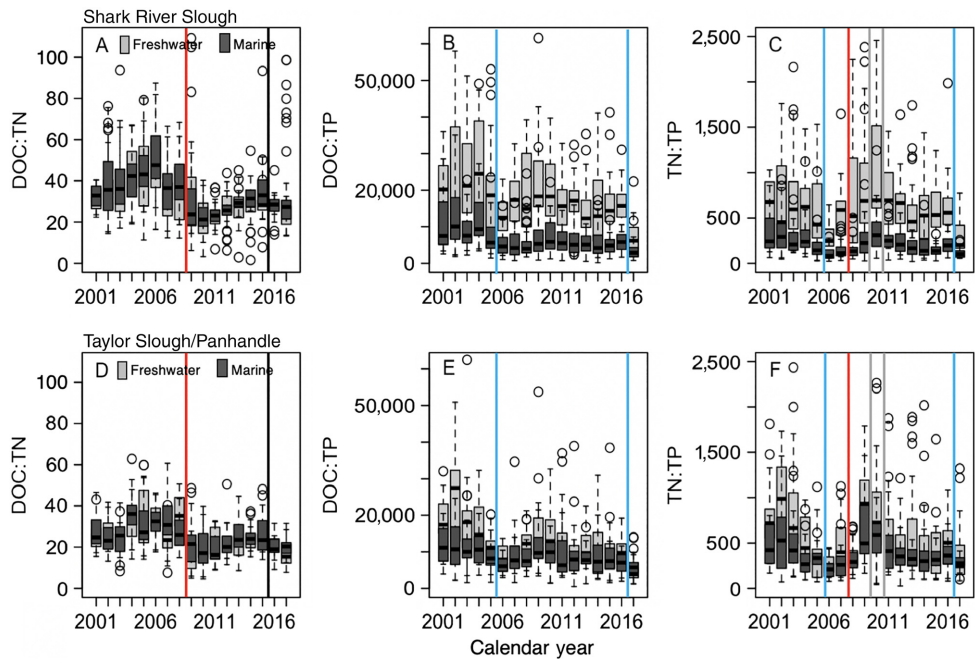 Shark River Slough
A Freshwater Marine
B
C
DOC:TN
100
80
60
40
20
0
2001 2006 2011 2016
DOC:TP
50,000
20,000
0
2001 2006 2011 2016
TN:TP
2,500
1,500
500
0
2001 2006 2011 2016
Taylor Slough/Panhandle
D Freshwater Marine
E
F
DOC:TN
100
80
60
40
20
0
2001 2006 2011 2016
DOC:TP
50,000
20,000
0
2001 2006 2011 2016
TN:TP
2,500
1,500
500
0
2001 2006 2011 2016
Calendar year